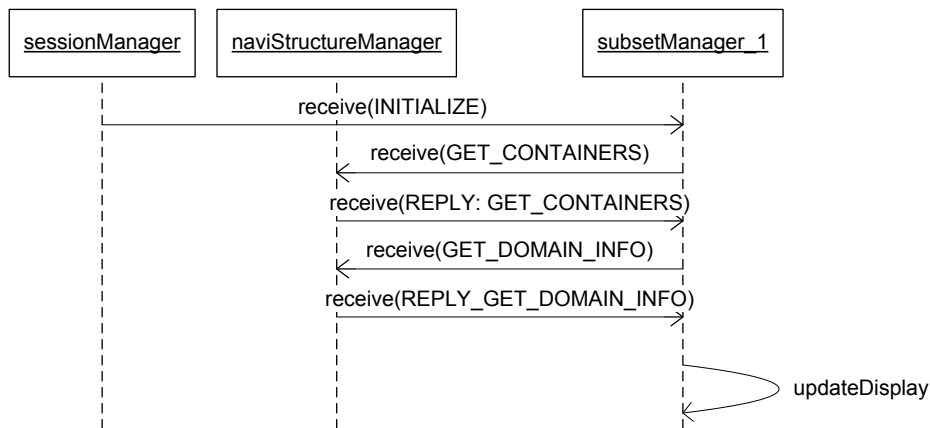 sessionManager
naviStructureManager
subsetManager_1
receive(INITIALIZE)
receive(GET_CONTAINERS)
receive(REPLY: GET_CONTAINERS)
receive(GET_DOMAIN_INFO)
receive(REPLY_GET_DOMAIN_INFO)
updateDisplay